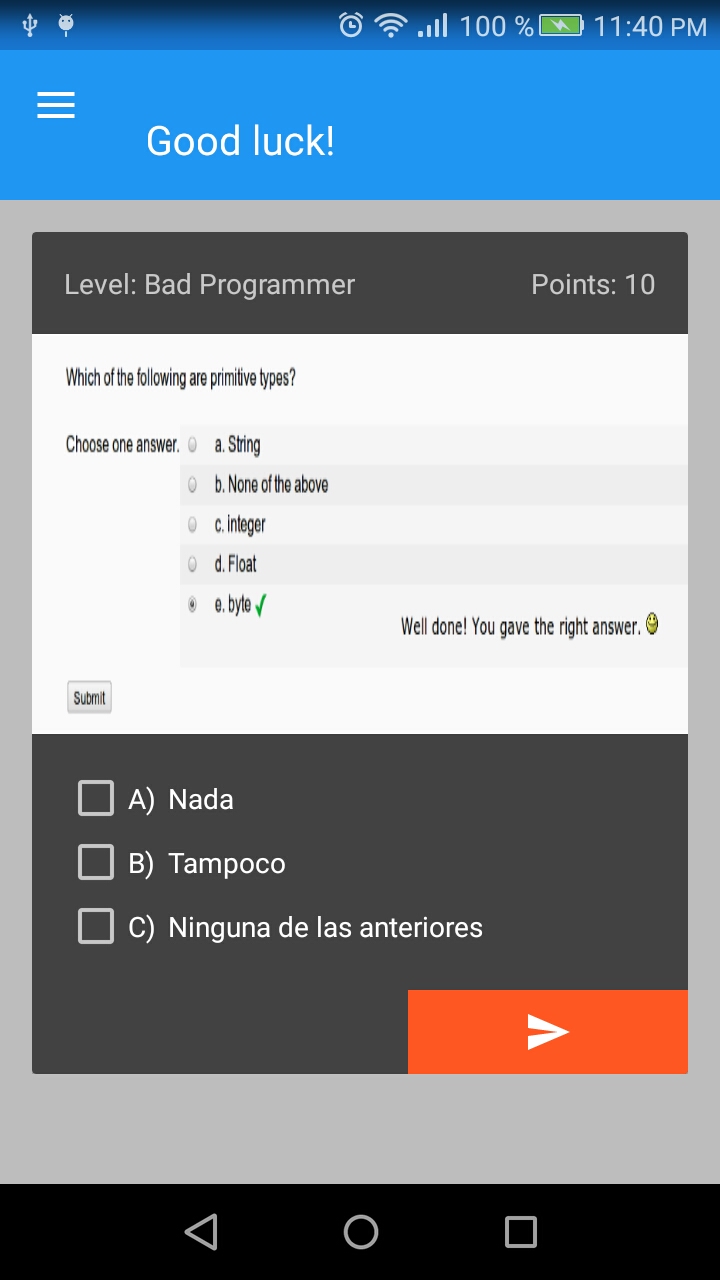 100 % 11:40 PM
Good luck!
Level: Bad Programmer Points: 10
Which of the following are primitive types?
Choose one answer. a. String
b. None of the above
c. integer
d. Float
e. byte
Well done! You gave the right answer.
Submit
A) Nada
B) Tampoco
C) Ninguna de las anteriores